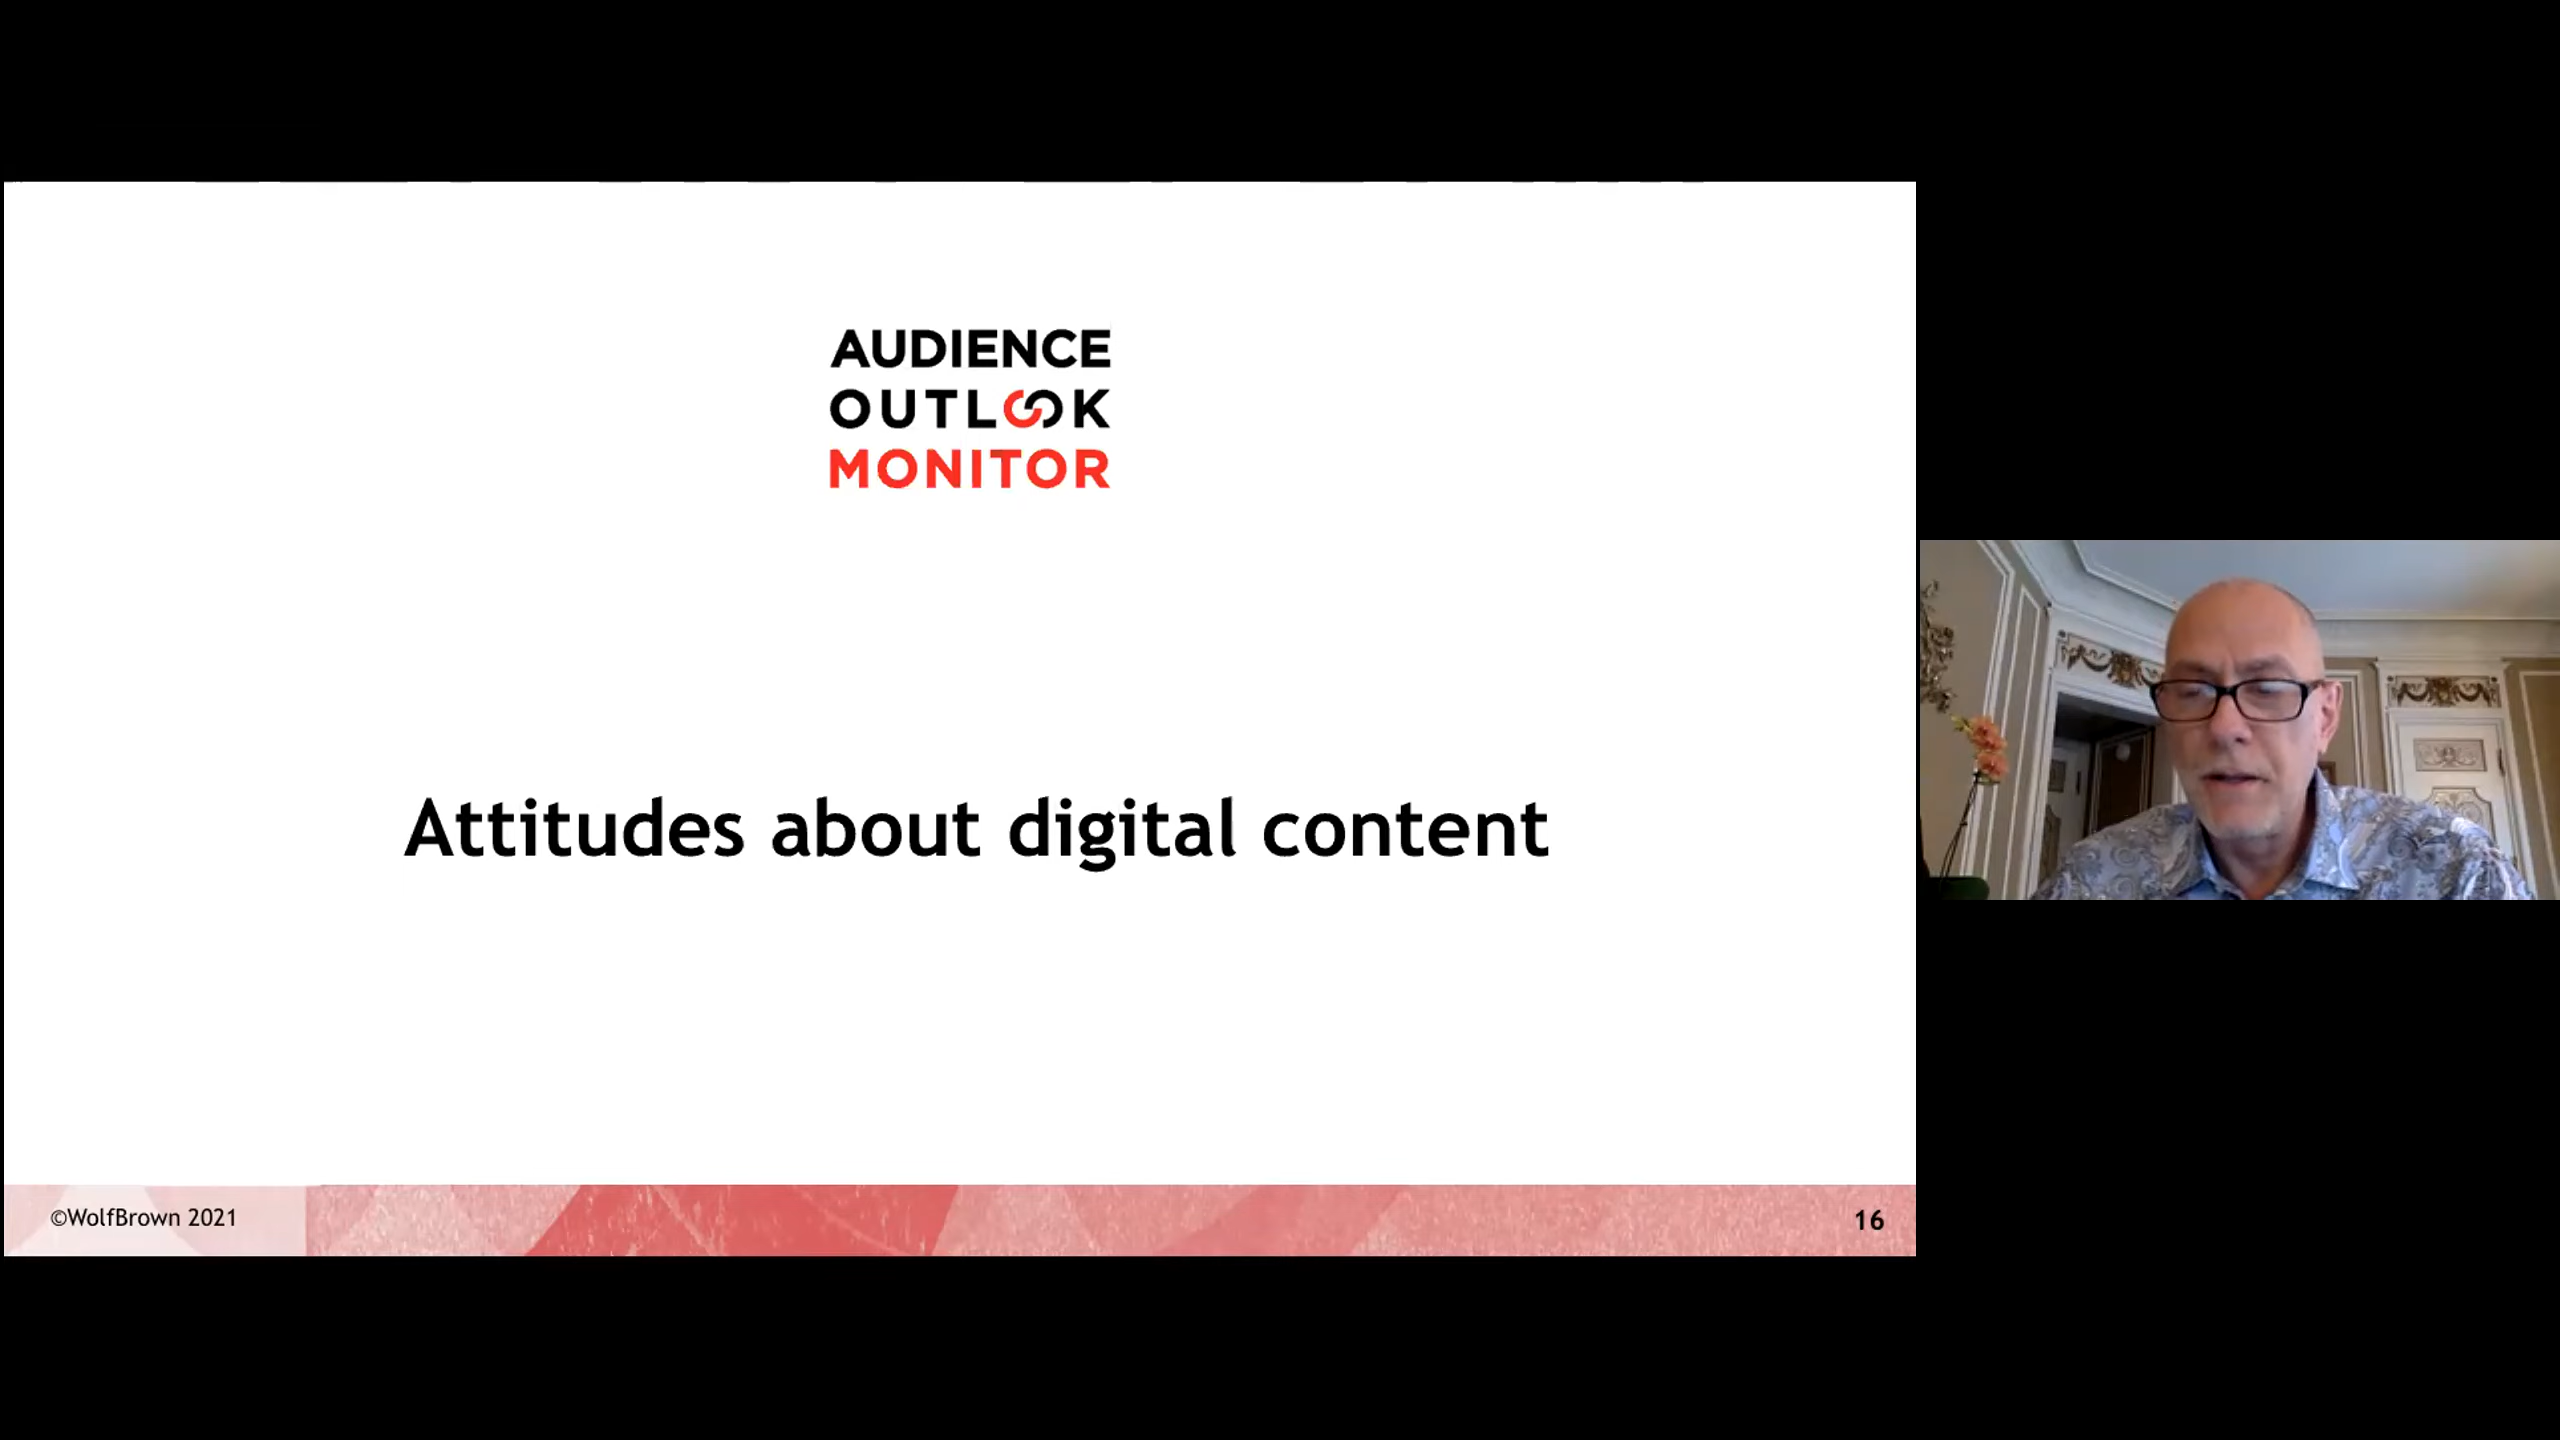 AUDIENCE
OUTLOOK
MONITOR
Attitudes about digital content
©WolfBrown 2021
16